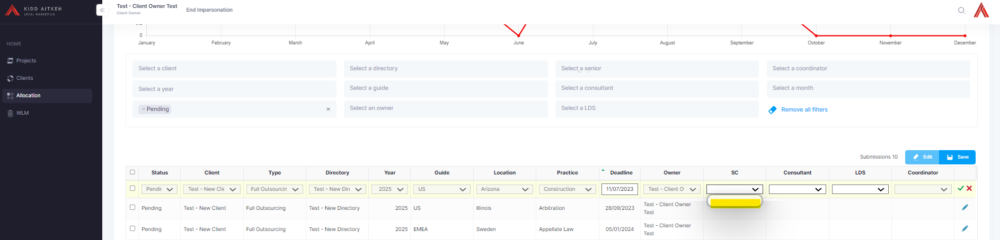 KIDD AITKEN
LEGAL MARKETING
Test - Client Owner Test
Client Owner
End Impersonation
HOME
Projects
Clients
Allocation
WLM
0
January February March April May June July August September October November December
Select a client Select a directory Select a senior Select a coordinator
Select a year Select a guide Select a consultant Select a month
× Pending × Select an owner Select a LDS Remove all filters
Submissions 10 Edit Save
Status Client Type Directory Year Guide Location Practice Deadline Owner SC Consultant LDS Coordinator
Pendir Test - New Clie Full Outsourcin Test - New Dire 2025 US Arizona Construction 11/07/2023 Test - Client O
Pending Test - New Client Full Outsourcing Test - New Directory 2025 US Illinois Arbitration 28/09/2023 Test - Client Owner Test
Pending Test - New Client Full Outsourcing Test - New Directory 2025 EMEA Sweden Appellate Law 05/01/2024 Test - Client Owner Test